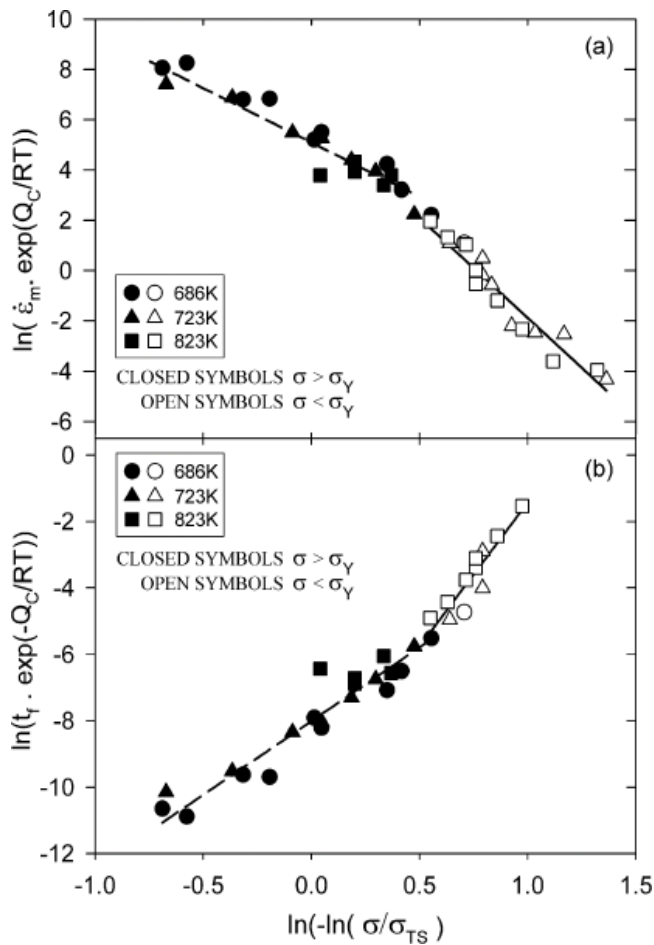 10
8
6
4
2
0
-2
-4
-6
ln(ε̇m. exp(QC/RT))
(a)
686K
723K
823K
CLOSED SYMBOLS σ > σY
OPEN SYMBOLS σ < σY
0
-2
-4
-6
-8
-10
-12
ln(tf . exp(-QC/RT))
(b)
686K
723K
823K
CLOSED SYMBOLS σ > σY
OPEN SYMBOLS σ < σY
-1.0 -0.5 0.0 0.5 1.0 1.5
ln(-ln( σ/σTS)